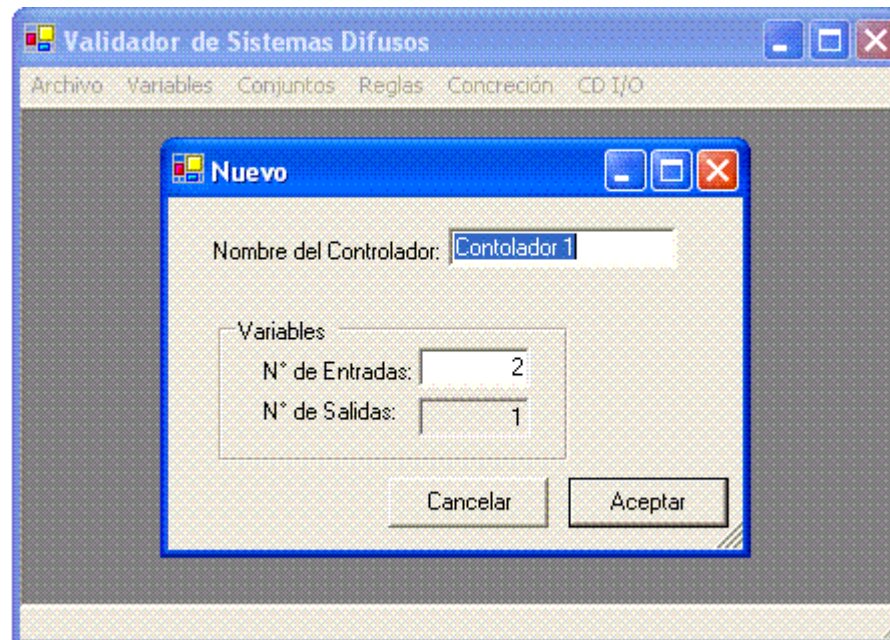 Validador de Sistemas Difusos
Archivo Variables Conjuntos Reglas Concreción CD I/O
Nuevo
Nombre del Controlador: Contolador 1
Variables
N° de Entradas: 2
N° de Salidas: 1
Cancelar Aceptar